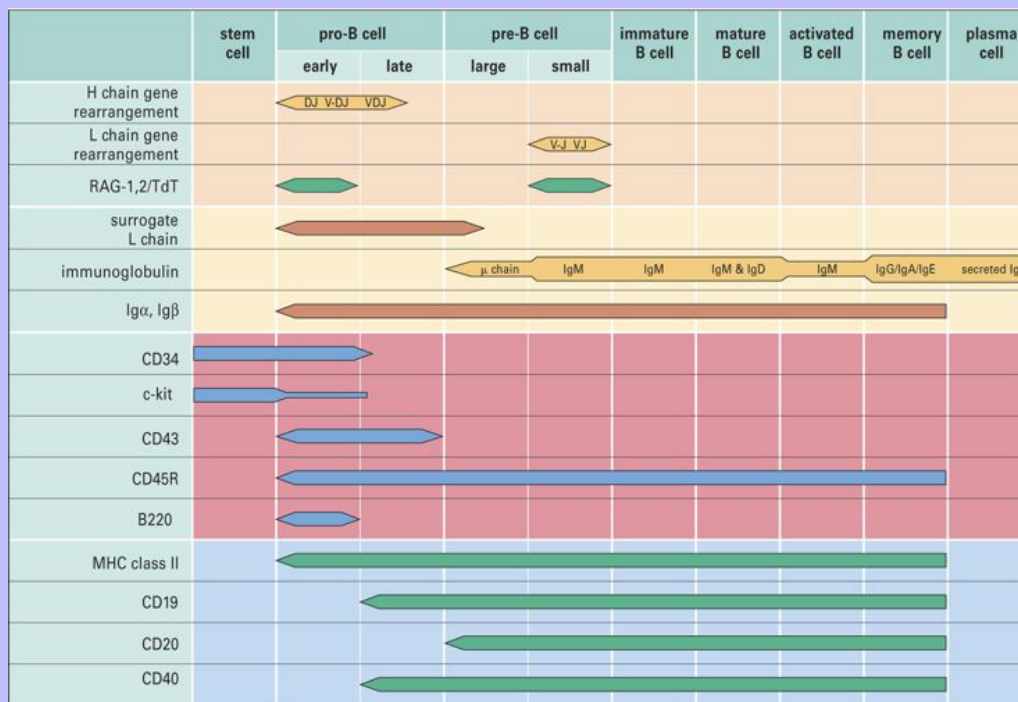 stem cell
pro-B cell
pre-B cell
immature B cell
mature B cell
activated B cell
memory B cell
plasma cell
early
late
large
small
H chain gene rearrangement
DJ V-DJ VDJ
L chain gene rearrangement
V-J VJ
RAG-1,2/TdT
surrogate L chain
immunoglobulin
μ chain
IgM
IgM
IgM & IgD
IgM
IgG/IgA/IgE
secreted Ig
Igα, Igβ
CD34
c-kit
CD43
CD45R
B220
MHC class II
CD19
CD20
CD40